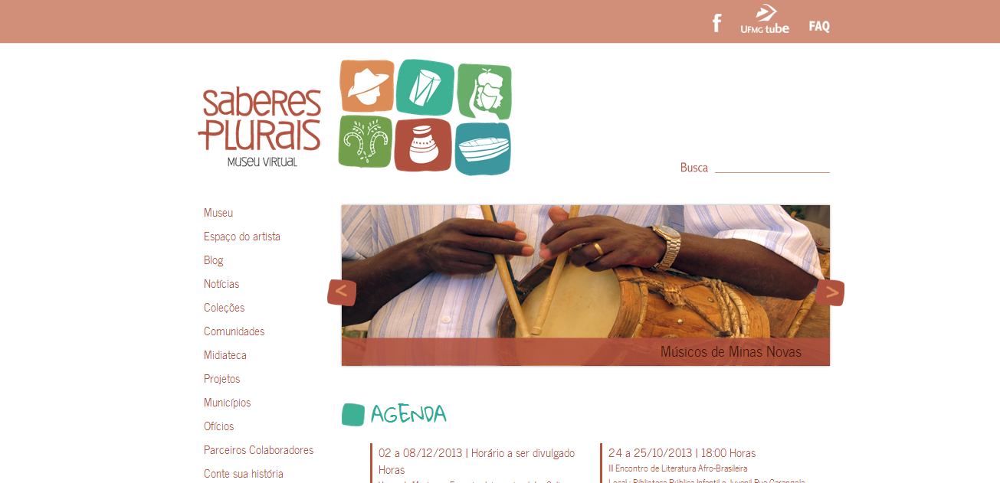 f
UFMG tube
FAQ
SABERES
PLURAIS
MUSEU VIRTUAL
Busca
Museu
Espaço do artista
Blog
Notícias
Coleções
Comunidades
Midiateca
Projetos
Municípios
Ofícios
Parceiros Colaboradores
Conte sua história
<
>
Músicos de Minas Novas
AGENDA
02 a 08/12/2013 | Horário a ser divulgado
Horas
24 a 25/10/2013 | 18:00 Horas
III Encontro de Literatura Afro-Brasileira
Local: Biblioteca Pública Infantil e Juvenil Rua Carangola